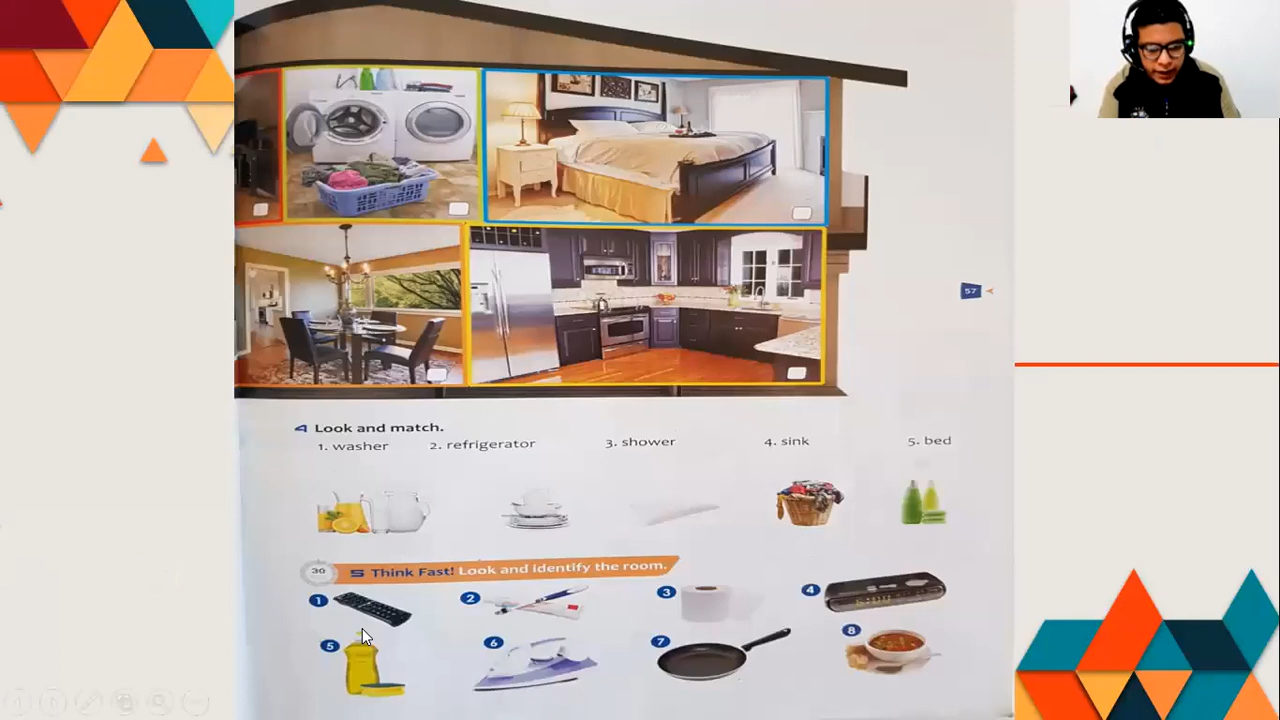 57
4 Look and match.
1. washer 2. refrigerator 3. shower 4. sink 5. bed
30 5 Think Fast! Look and identify the room.
1 2 3 4
5 6 7 8